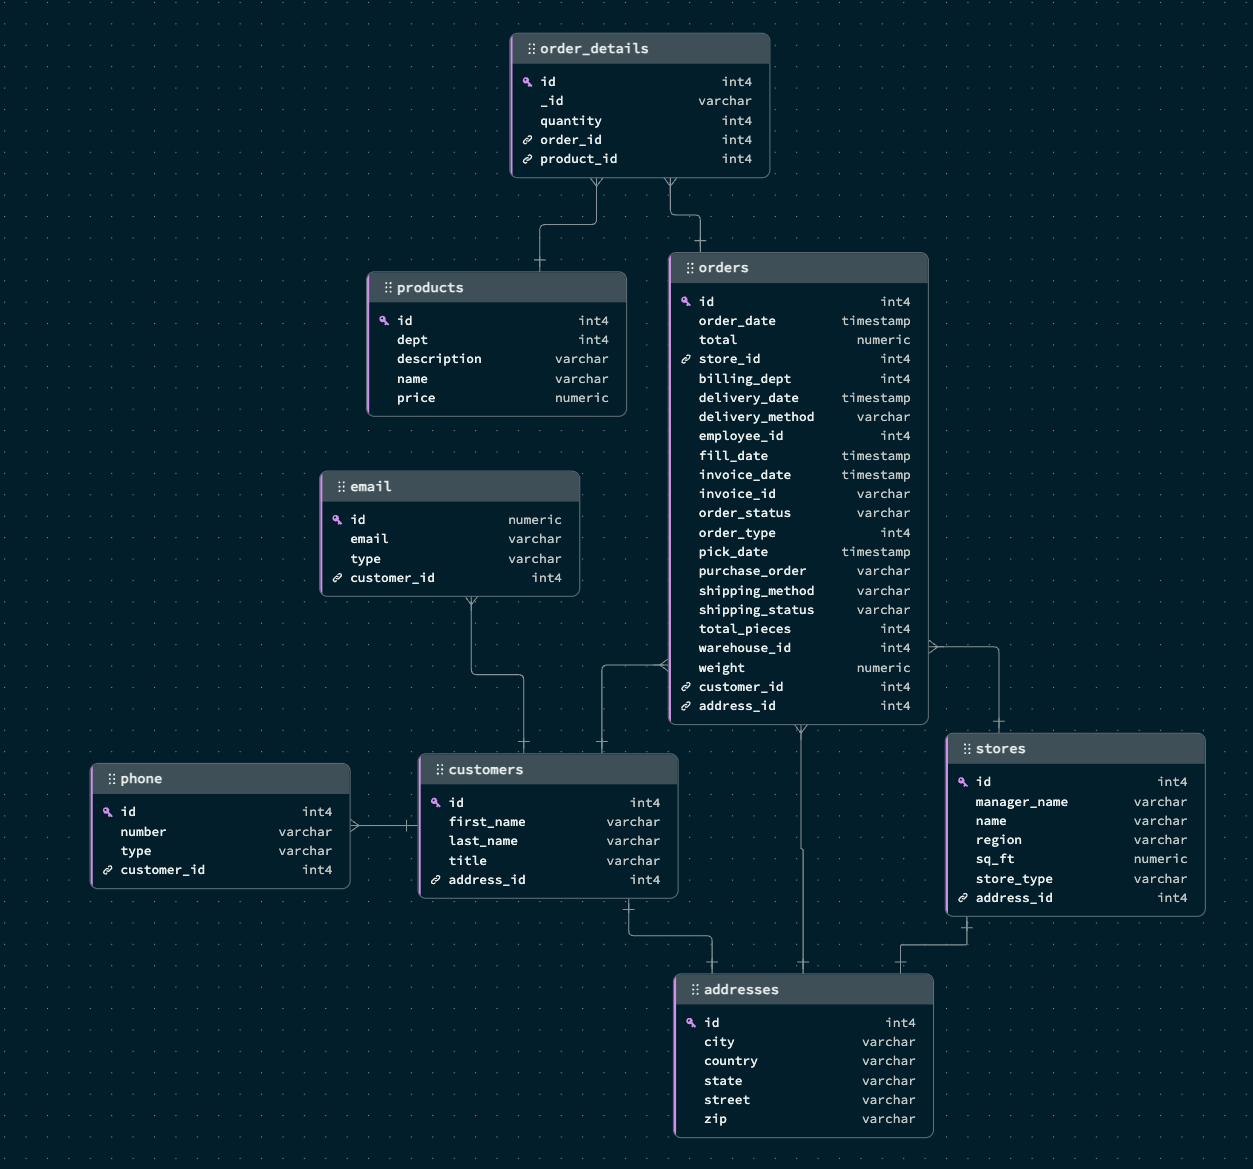 order_details
id int4
_id varchar
quantity int4
order_id int4
product_id int4
products
id int4
dept int4
description varchar
name varchar
price numeric
orders
id int4
order_date timestamp
total numeric
store_id int4
billing_dept int4
delivery_date timestamp
delivery_method varchar
employee_id int4
fill_date timestamp
invoice_date timestamp
invoice_id varchar
order_status varchar
order_type int4
pick_date timestamp
purchase_order varchar
shipping_method varchar
shipping_status varchar
total_pieces int4
warehouse_id int4
weight numeric
customer_id int4
address_id int4
email
id numeric
email varchar
type varchar
customer_id int4
phone
id int4
number varchar
type varchar
customer_id int4
customers
id int4
first_name varchar
last_name varchar
title varchar
address_id int4
stores
id int4
manager_name varchar
name varchar
region varchar
sq_ft numeric
store_type varchar
address_id int4
addresses
id int4
city varchar
country varchar
state varchar
street varchar
zip varchar